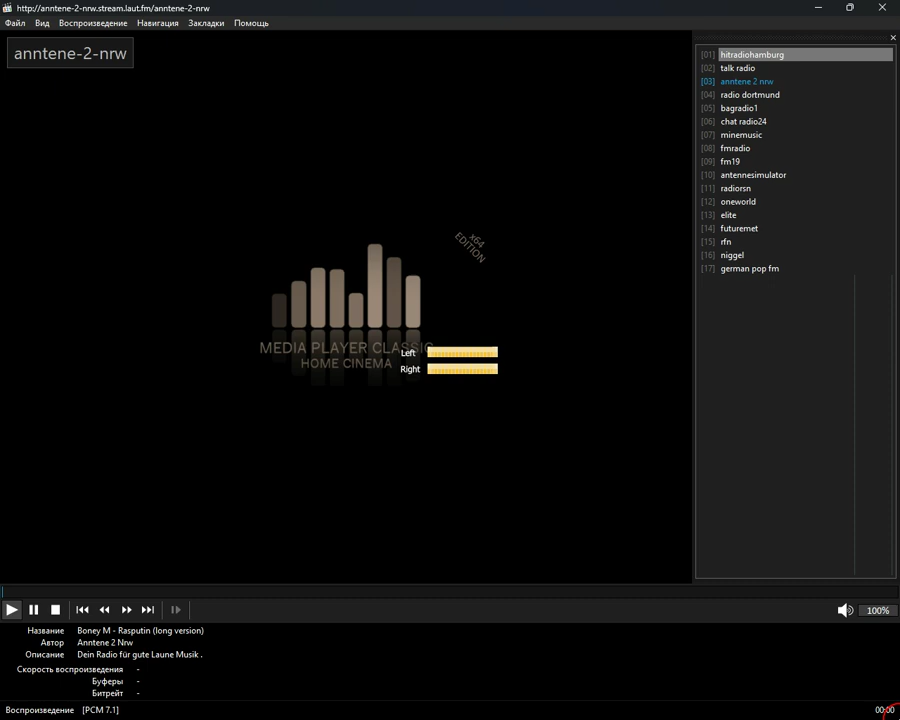 http://anntene-2-nrw.stream.laut.fm/anntene-2-nrw
Файл Вид Воспроизведение Навигация Закладки Помощь
anntene-2-nrw
[01] hitradiohamburg
[02] talk radio
[03] anntene 2 nrw
[04] radio dortmund
[05] bagradio1
[06] chat radio24
[07] minemusic
[08] fmradio
[09] fm19
[10] antennesimulator
[11] radiorsn
[12] oneworld
[13] elite
[14] futuremet
[15] rfn
[16] niggel
[17] german pop fm
x64
EDITION
MEDIA PLAYER CLASSIC
HOME CINEMA
Left
Right
100%
Название Boney M - Rasputin (long version)
Автор Anntene 2 Nrw
Описание Dein Radio für gute Laune Musik .
Скорость воспроизведения -
Буферы -
Битрейт -
Воспроизведение [PCM 7.1] 00:00